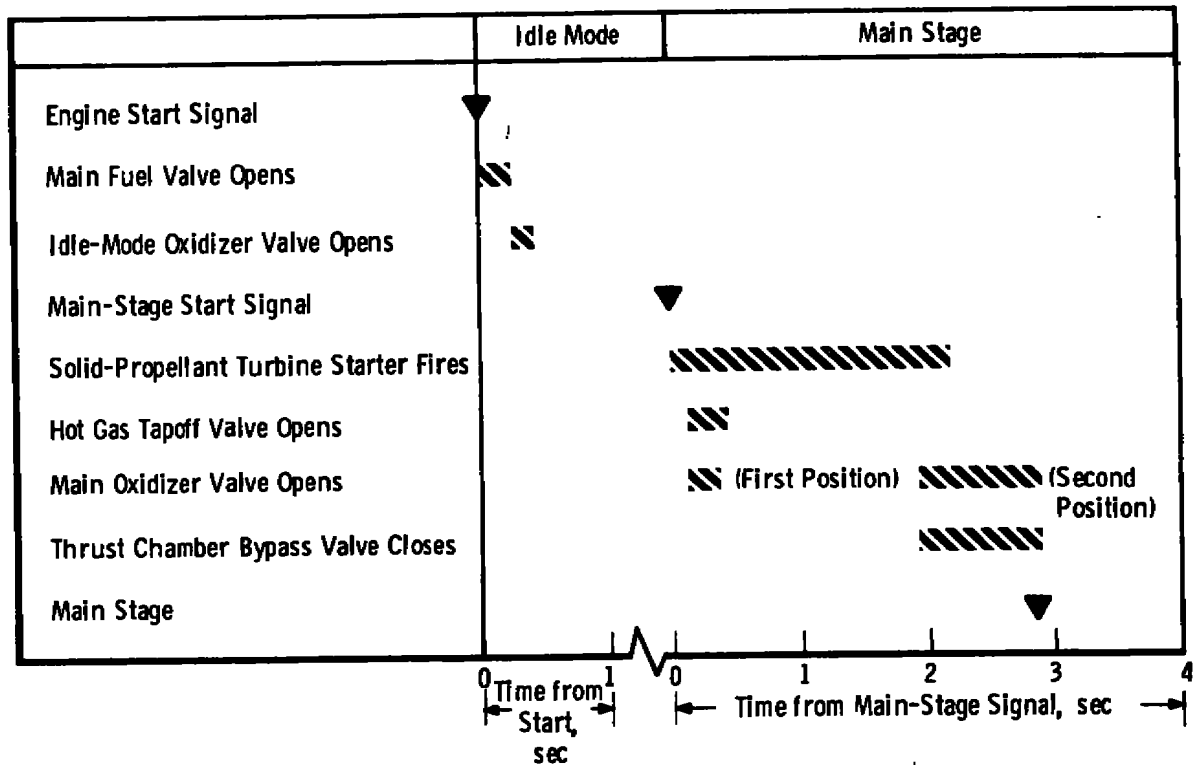 Idle Mode
Main Stage
Engine Start Signal
Main Fuel Valve Opens
Idle-Mode Oxidizer Valve Opens
Main-Stage Start Signal
Solid-Propellant Turbine Starter Fires
Hot Gas Tapoff Valve Opens
Main Oxidizer Valve Opens
(First Position)
(Second
Position)
Thrust Chamber Bypass Valve Closes
Main Stage
0 1 0 1 2 3 4
Time from
Start,
sec
Time from Main-Stage Signal, sec